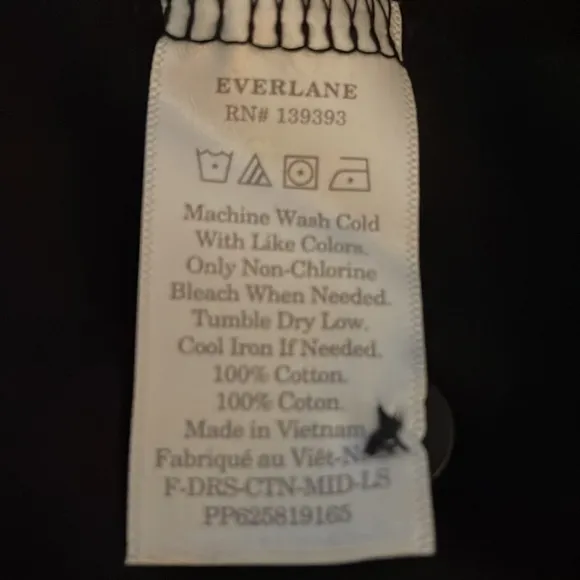 EVERLANE
RN# 139393
Machine Wash Cold
With Like Colors.
Only Non-Chlorine
Bleach When Needed.
Tumble Dry Low.
Cool Iron If Needed.
100% Cotton.
100% Coton.
Made in Vietnam
Fabriqué au Viêt-N
F-DRS-CTN-MID-LS
PP625819165